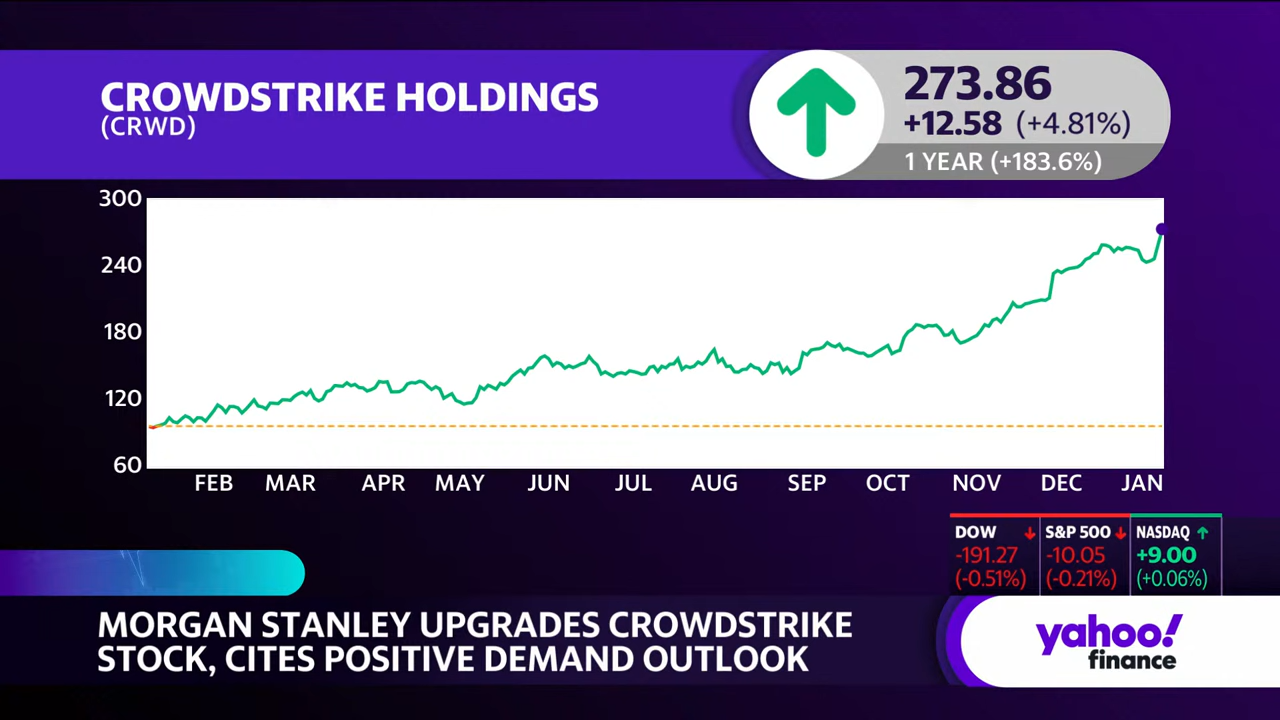 CROWDSTRIKE HOLDINGS
(CRWD)
273.86
+12.58 (+4.81%)
1 YEAR (+183.6%)
300
240
180
120
60
FEB MAR APR MAY JUN JUL AUG SEP OCT NOV DEC JAN
DOW
-191.27
(-0.51%)
S&P 500
-10.05
(-0.21%)
NASDAQ
+9.00
(+0.06%)
MORGAN STANLEY UPGRADES CROWDSTRIKE
STOCK, CITES POSITIVE DEMAND OUTLOOK
yahoo!
finance